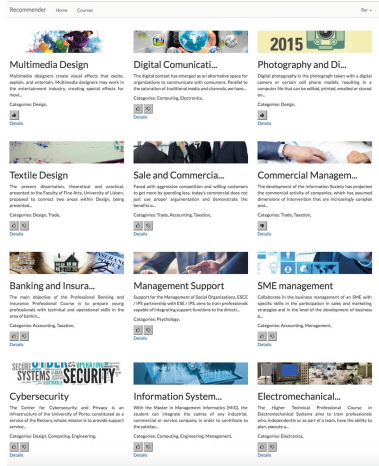 Recommender Home Courses Bar
2015
Multimedia Design
Multimedia designers create visual effects that excite,
explain, and entertain. Multimedia designers may work in
the entertainment industry, creating special effects for
movi...
Categories: Design,
Details
Digital Comunicati...
The digital context has emerged as an alternative space for
organizations to communicate with consumers. Parallel to
the saturation of traditional media and channels, we have...
Categories: Computing, Electronics,
Details
Photography and Di...
Digital photography is the photograph taken with a digital
camera or certain cell phone models, resulting in a
computer file that can be edited, printed, emailed or stored
on...
Categories: Design,
Details
Textile Design
The present dissertation, theoretical and practical,
presented to the Faculty of Fine Arts, University of Lisbon,
proposed to connect two areas within Design, being
presented...
Categories: Design, Trade,
Details
Sale and Commercia...
Faced with aggressive competition and willing customers
to get more by spending less, today's commercial does not
just use proper argumentation and demonstrate the
benefits o...
Categories: Trade, Accounting, Taxation,
Details
Commercial Managem...
The development of the Information Society has projected
the commercial activity of companies, which has assumed
dimensions of intervention that are increasingly complex
and...
Categories: Trade, Taxation,
Details
Banking and Insura...
The main objective of the Professional Banking and
Insurance Professional Course is to prepare young
professionals with technical and operational skills in the
area of bankin...
Categories: Accounting, Taxation,
Details
Management Support
Support for the Management of Social Organizations, ESCE
/ IPS partnership with ESE / IPS, aims to train professionals
capable of integrating support functions to the directi...
Categories: Psychology,
Details
SME management
Collaborate in the business management of an SME with
specific skills in the participation in sales and marketing
strategies and in the level of the development of business
p...
Categories: Accounting, Management,
Details
SYSTEMS SECURITY
Cybersecurity
The Center for Cybersecurity and Privacy is an
infrastructure of the University of Porto, constituted as a
service of the Rectory, whose mission is to provide support
service...
Categories: Design, Computing, Engineering,
Details
Information System...
With the Master in Management Informatics (MIG), the
student can integrate the cadres of any industrial,
commercial or service company, in order to contribute to
the satisfac...
Categories: Computing, Engineering, Management,
Details
Electromechanical...
The Higher Technical Professional Course in
Electromechanical Systems aims to train professionals
who, independently or as part of a team, have the ability to
plan, execute a...
Categories: Electronics,
Details